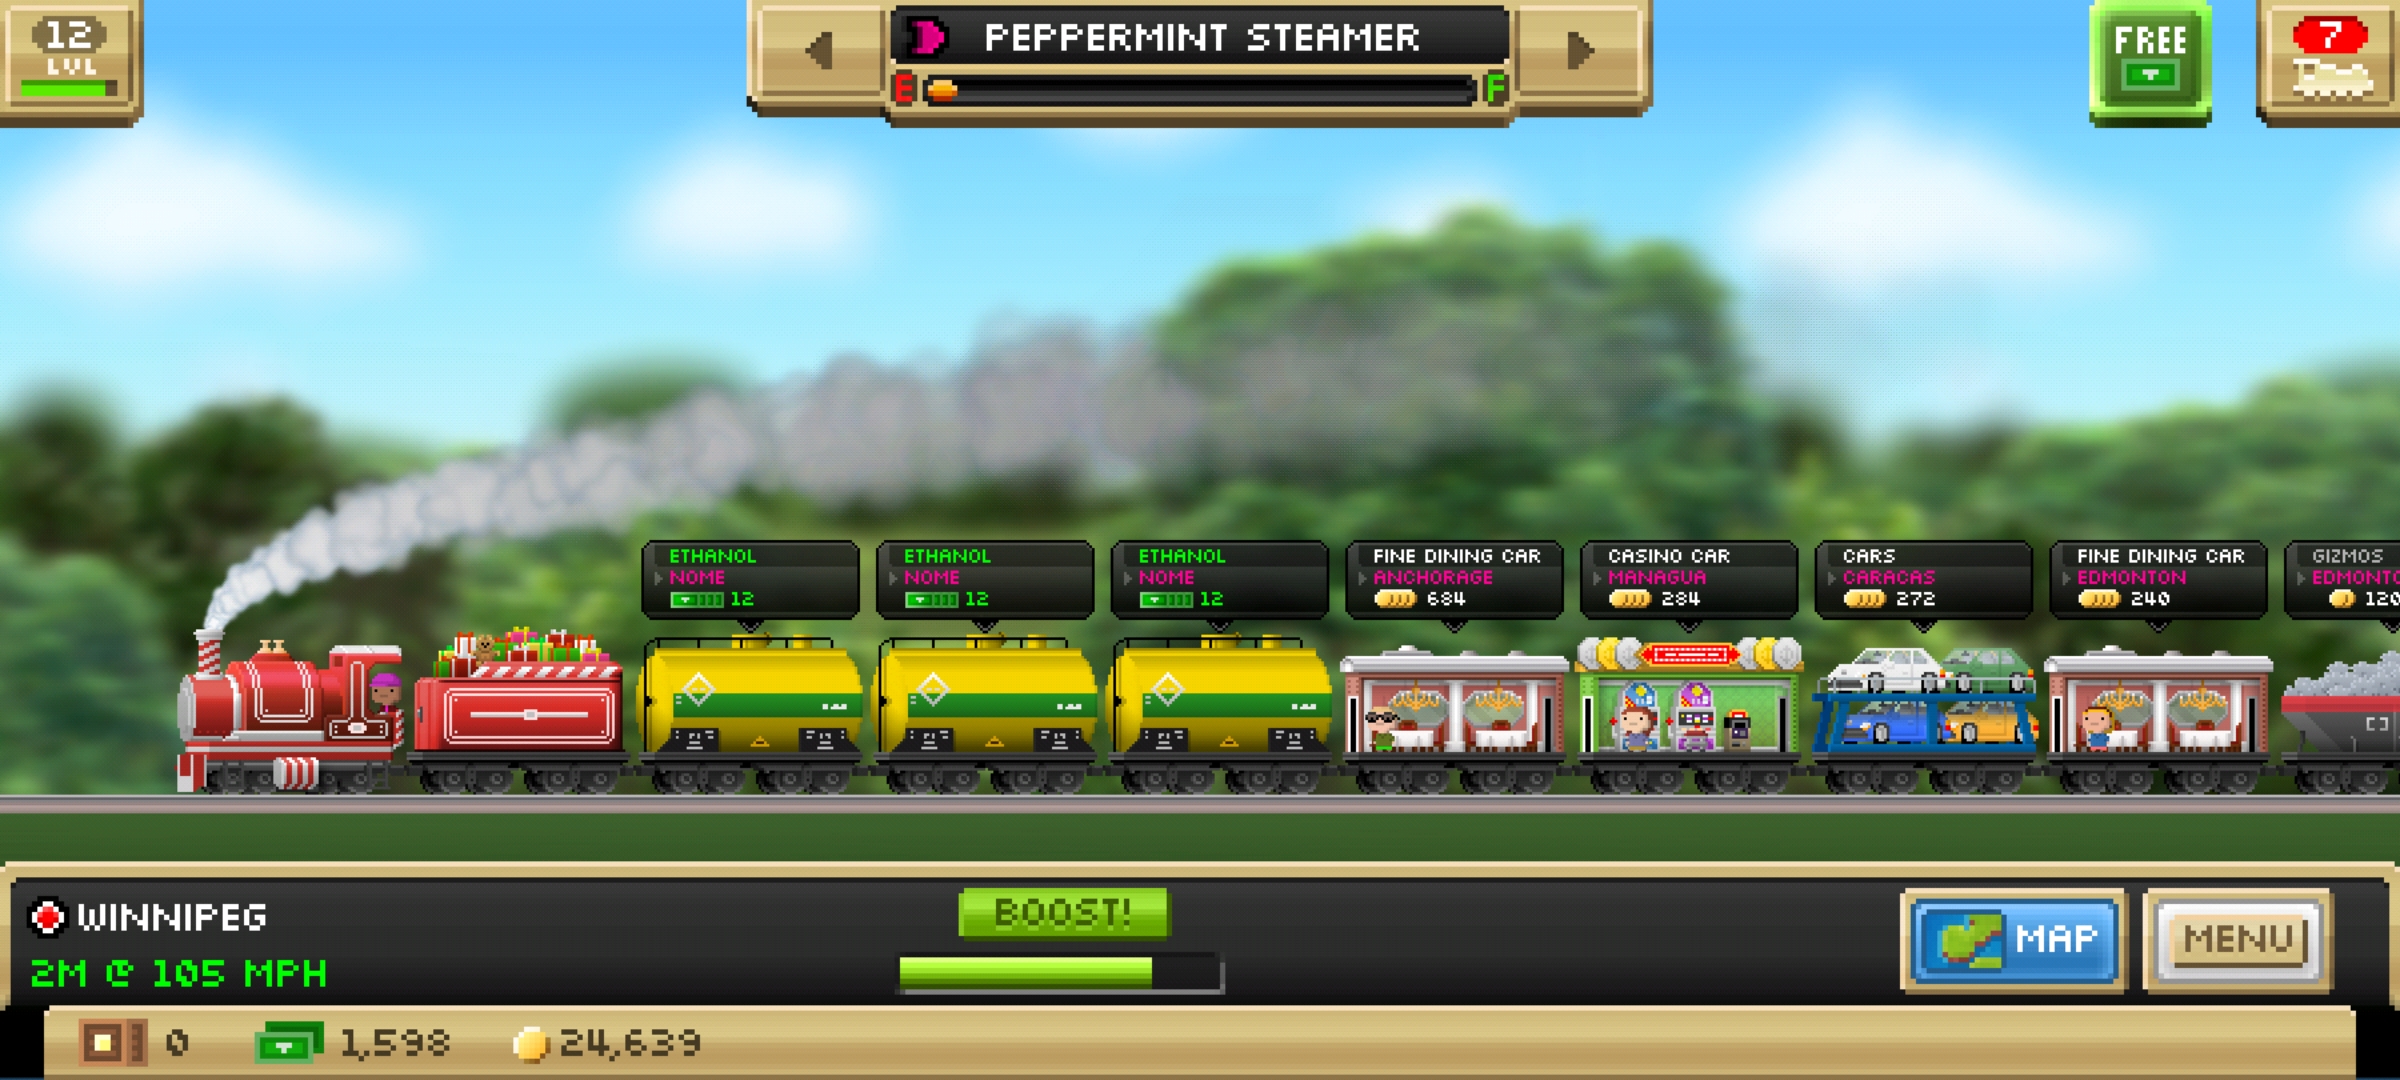 12
LVL
PEPPERMINT STEAMER
E F
FREE
7
ETHANOL
NOME
12
ETHANOL
NOME
12
ETHANOL
NOME
12
FINE DINING CAR
ANCHORAGE
684
CASINO CAR
MANAGUA
284
CARS
CARACAS
272
FINE DINING CAR
EDMONTON
240
GIZMOS
EDMONTO
120
WINNIPEG
2M @ 105 MPH
BOOST!
MAP
MENU
0
1,598
24,639